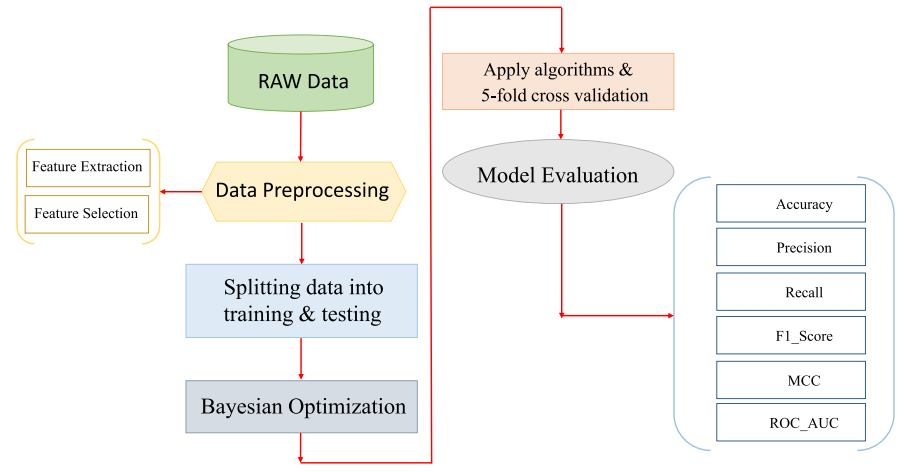 RAW Data
Feature Extraction
Feature Selection
Data Preprocessing
Splitting data into
training & testing
Bayesian Optimization
Apply algorithms &
5-fold cross validation
Model Evaluation
Accuracy
Precision
Recall
F1_Score
MCC
ROC_AUC